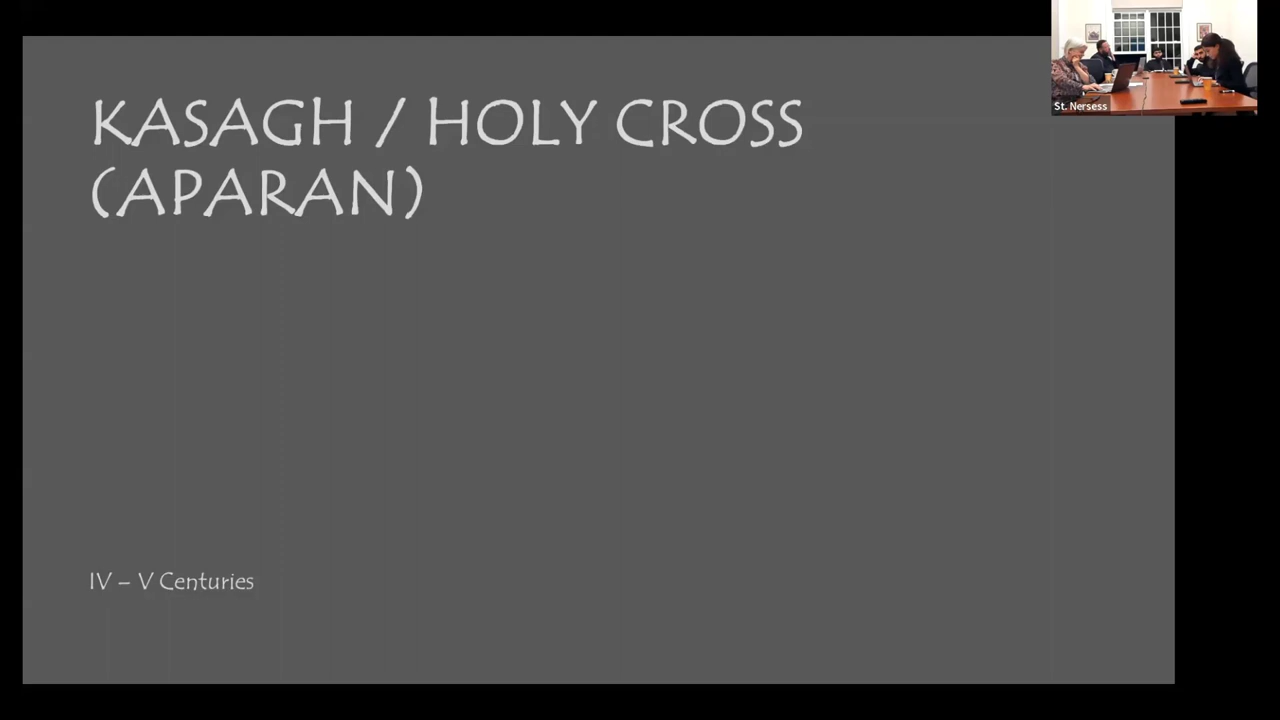 KASAGH / HOLY CROSS
(APARAN)
IV – V Centuries
St. Nersess